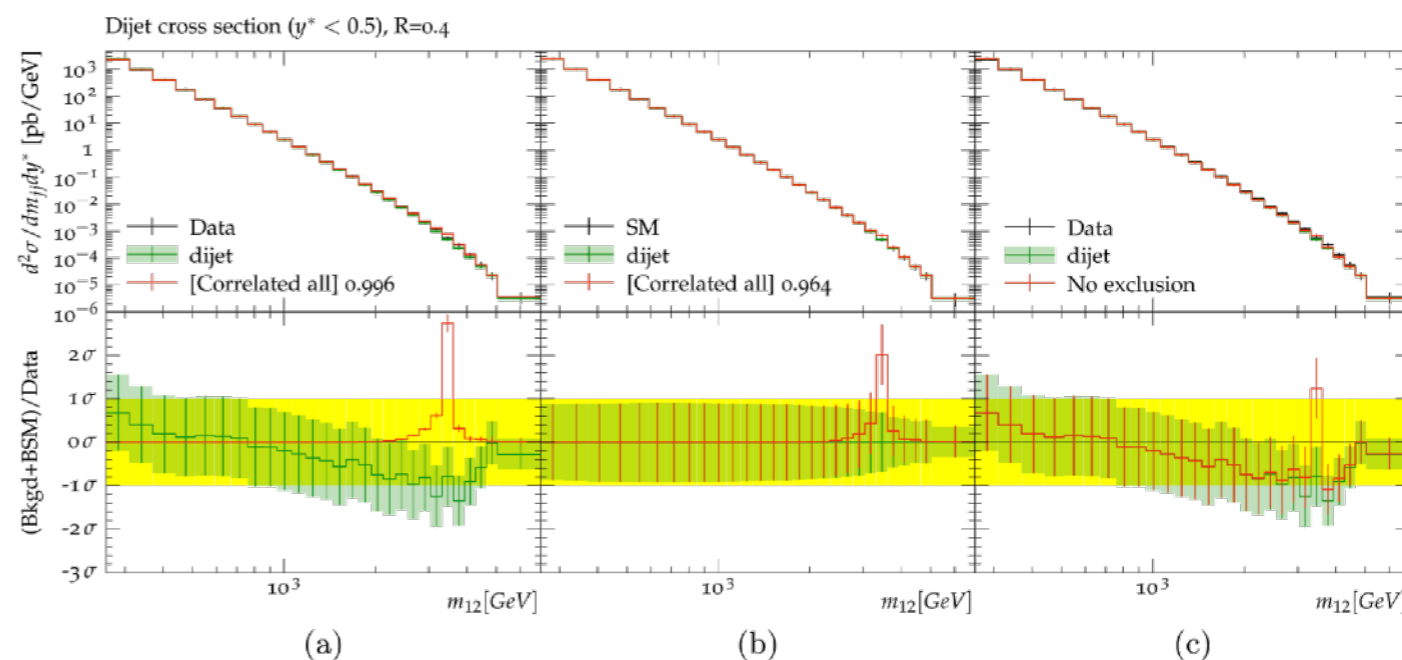 Dijet cross section (y* < 0.5), R=0.4
d²σ/dm_jj dy* [pb/GeV]
10³
10²
10¹
1
10⁻¹
10⁻²
10⁻³
10⁻⁴
10⁻⁵
10⁻⁶
Data
dijet
[Correlated all] 0.996
SM
dijet
[Correlated all] 0.964
Data
dijet
No exclusion
(Bkgd+BSM)/Data
10⁰
2σ
1σ
0σ
-1σ
-2σ
-3σ
10³
10³
10³
m₁₂[GeV]
m₁₂[GeV]
m₁₂[GeV]
(a)
(b)
(c)